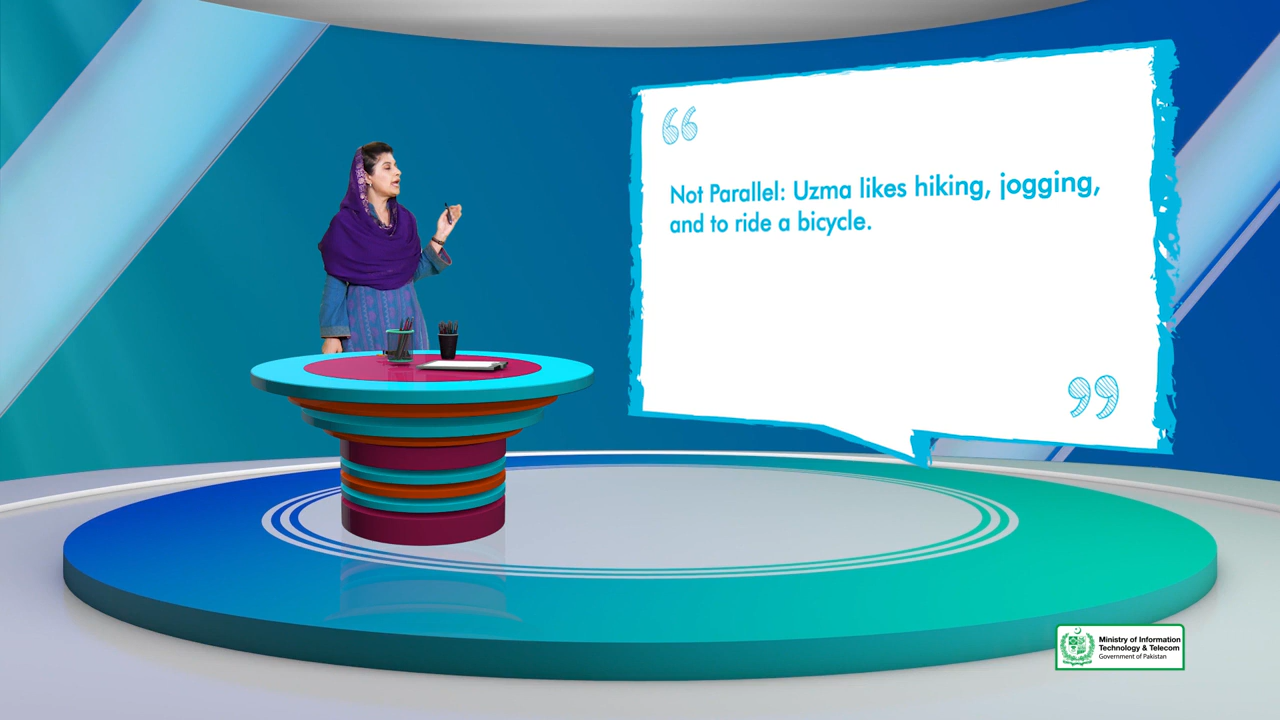 Not Parallel: Uzma likes hiking, jogging,
and to ride a bicycle.
Ministry of Information
Technology & Telecom
Government of Pakistan